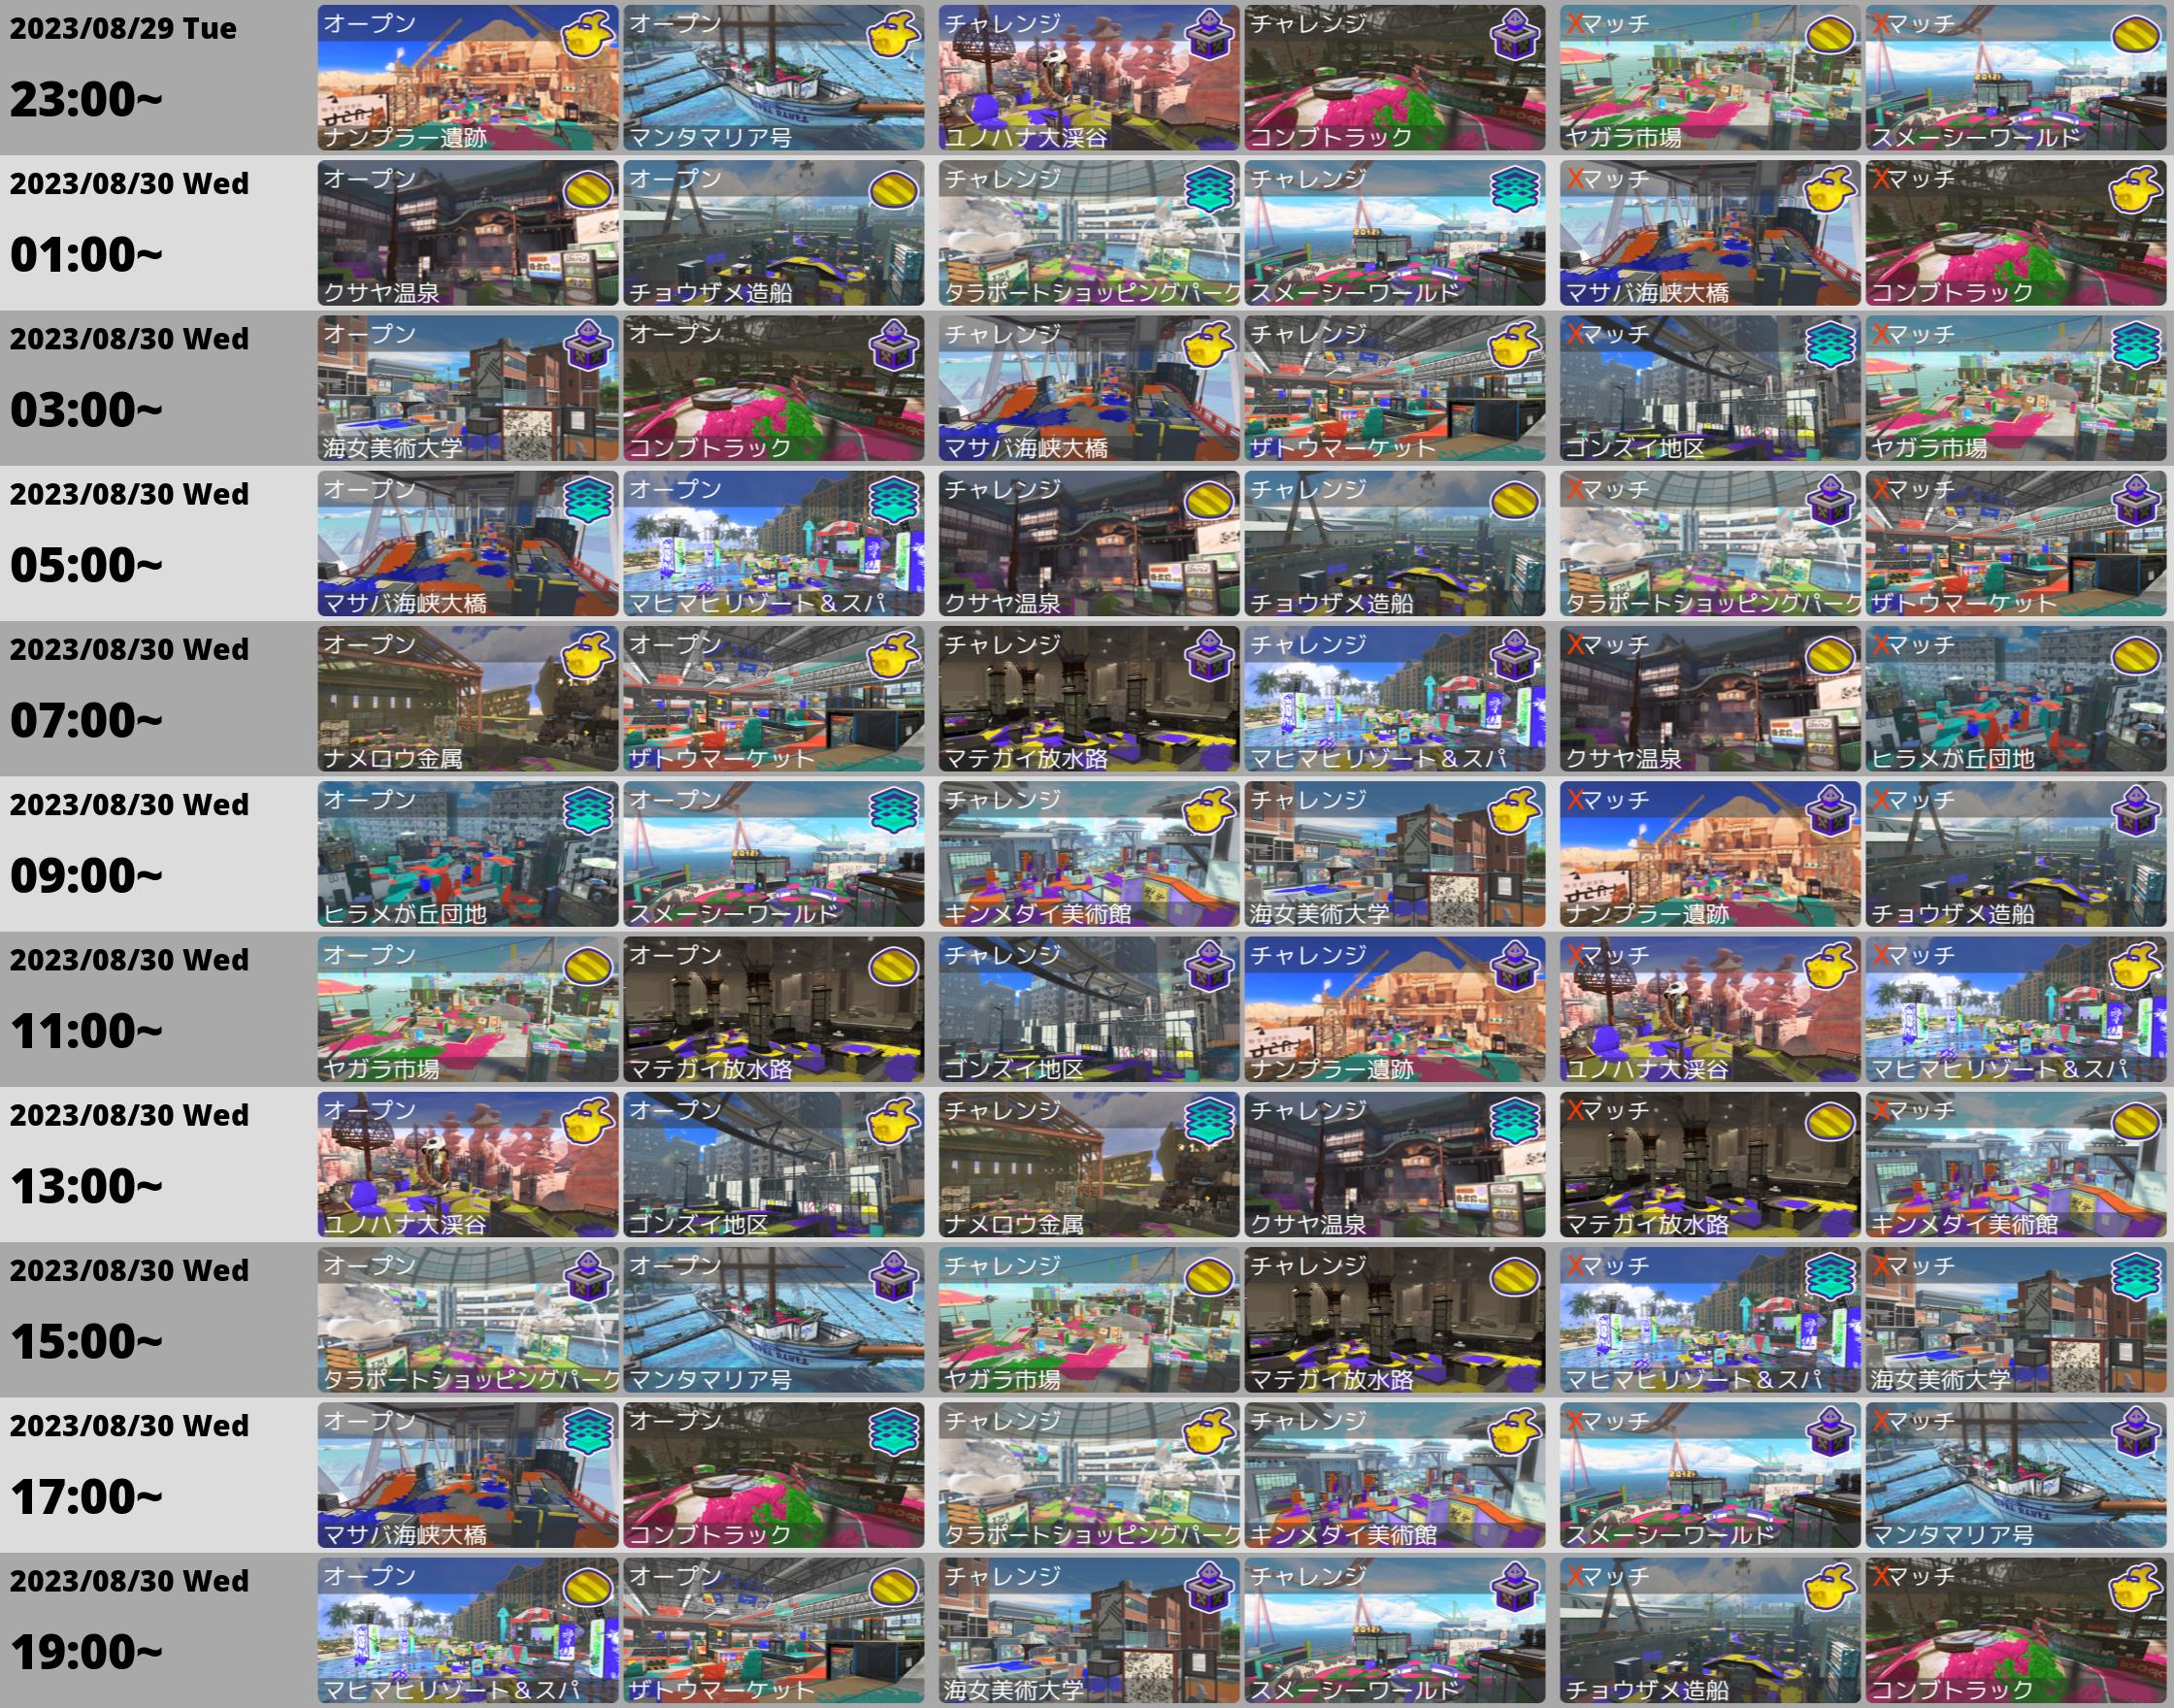 2023/08/29 Tue
23:00~
オープン
ナンプラー遺跡
オープン
マンタマリア号
チャレンジ
ユノハナ大渓谷
チャレンジ
コンブトラック
Xマッチ
ヤガラ市場
Xマッチ
スメーシーワールド
2023/08/30 Wed
01:00~
オープン
クサヤ温泉
オープン
チョウザメ造船
チャレンジ
タラポートショッピングパーク
チャレンジ
スメーシーワールド
Xマッチ
マサバ海峡大橋
Xマッチ
コンブトラック
2023/08/30 Wed
03:00~
オープン
海女美術大学
オープン
コンブトラック
チャレンジ
マサバ海峡大橋
チャレンジ
ザトウマーケット
Xマッチ
ゴンズイ地区
Xマッチ
ヤガラ市場
2023/08/30 Wed
05:00~
オープン
マサバ海峡大橋
オープン
マヒマヒリゾート&スパ
チャレンジ
クサヤ温泉
チャレンジ
チョウザメ造船
Xマッチ
タラポートショッピングパーク
Xマッチ
ザトウマーケット
2023/08/30 Wed
07:00~
オープン
ナメロウ金属
オープン
ザトウマーケット
チャレンジ
マテガイ放水路
チャレンジ
マヒマヒリゾート&スパ
Xマッチ
クサヤ温泉
Xマッチ
ヒラメが丘団地
2023/08/30 Wed
09:00~
オープン
ヒラメが丘団地
オープン
スメーシーワールド
チャレンジ
キンメダイ美術館
チャレンジ
海女美術大学
Xマッチ
ナンプラー遺跡
Xマッチ
チョウザメ造船
2023/08/30 Wed
11:00~
オープン
ヤガラ市場
オープン
マテガイ放水路
チャレンジ
ゴンズイ地区
チャレンジ
ナンプラー遺跡
Xマッチ
ユノハナ大渓谷
Xマッチ
マヒマヒリゾート&スパ
2023/08/30 Wed
13:00~
オープン
ユノハナ大渓谷
オープン
ゴンズイ地区
チャレンジ
ナメロウ金属
チャレンジ
クサヤ温泉
Xマッチ
マテガイ放水路
Xマッチ
キンメダイ美術館
2023/08/30 Wed
15:00~
オープン
タラポートショッピングパーク
オープン
マンタマリア号
チャレンジ
ヤガラ市場
チャレンジ
マテガイ放水路
Xマッチ
マヒマヒリゾート&スパ
Xマッチ
海女美術大学
2023/08/30 Wed
17:00~
オープン
マサバ海峡大橋
オープン
コンブトラック
チャレンジ
タラポートショッピングパーク
チャレンジ
キンメダイ美術館
Xマッチ
スメーシーワールド
Xマッチ
マンタマリア号
2023/08/30 Wed
19:00~
オープン
マヒマヒリゾート&スパ
オープン
ザトウマーケット
チャレンジ
海女美術大学
チャレンジ
スメーシーワールド
Xマッチ
チョウザメ造船
Xマッチ
コンブトラック